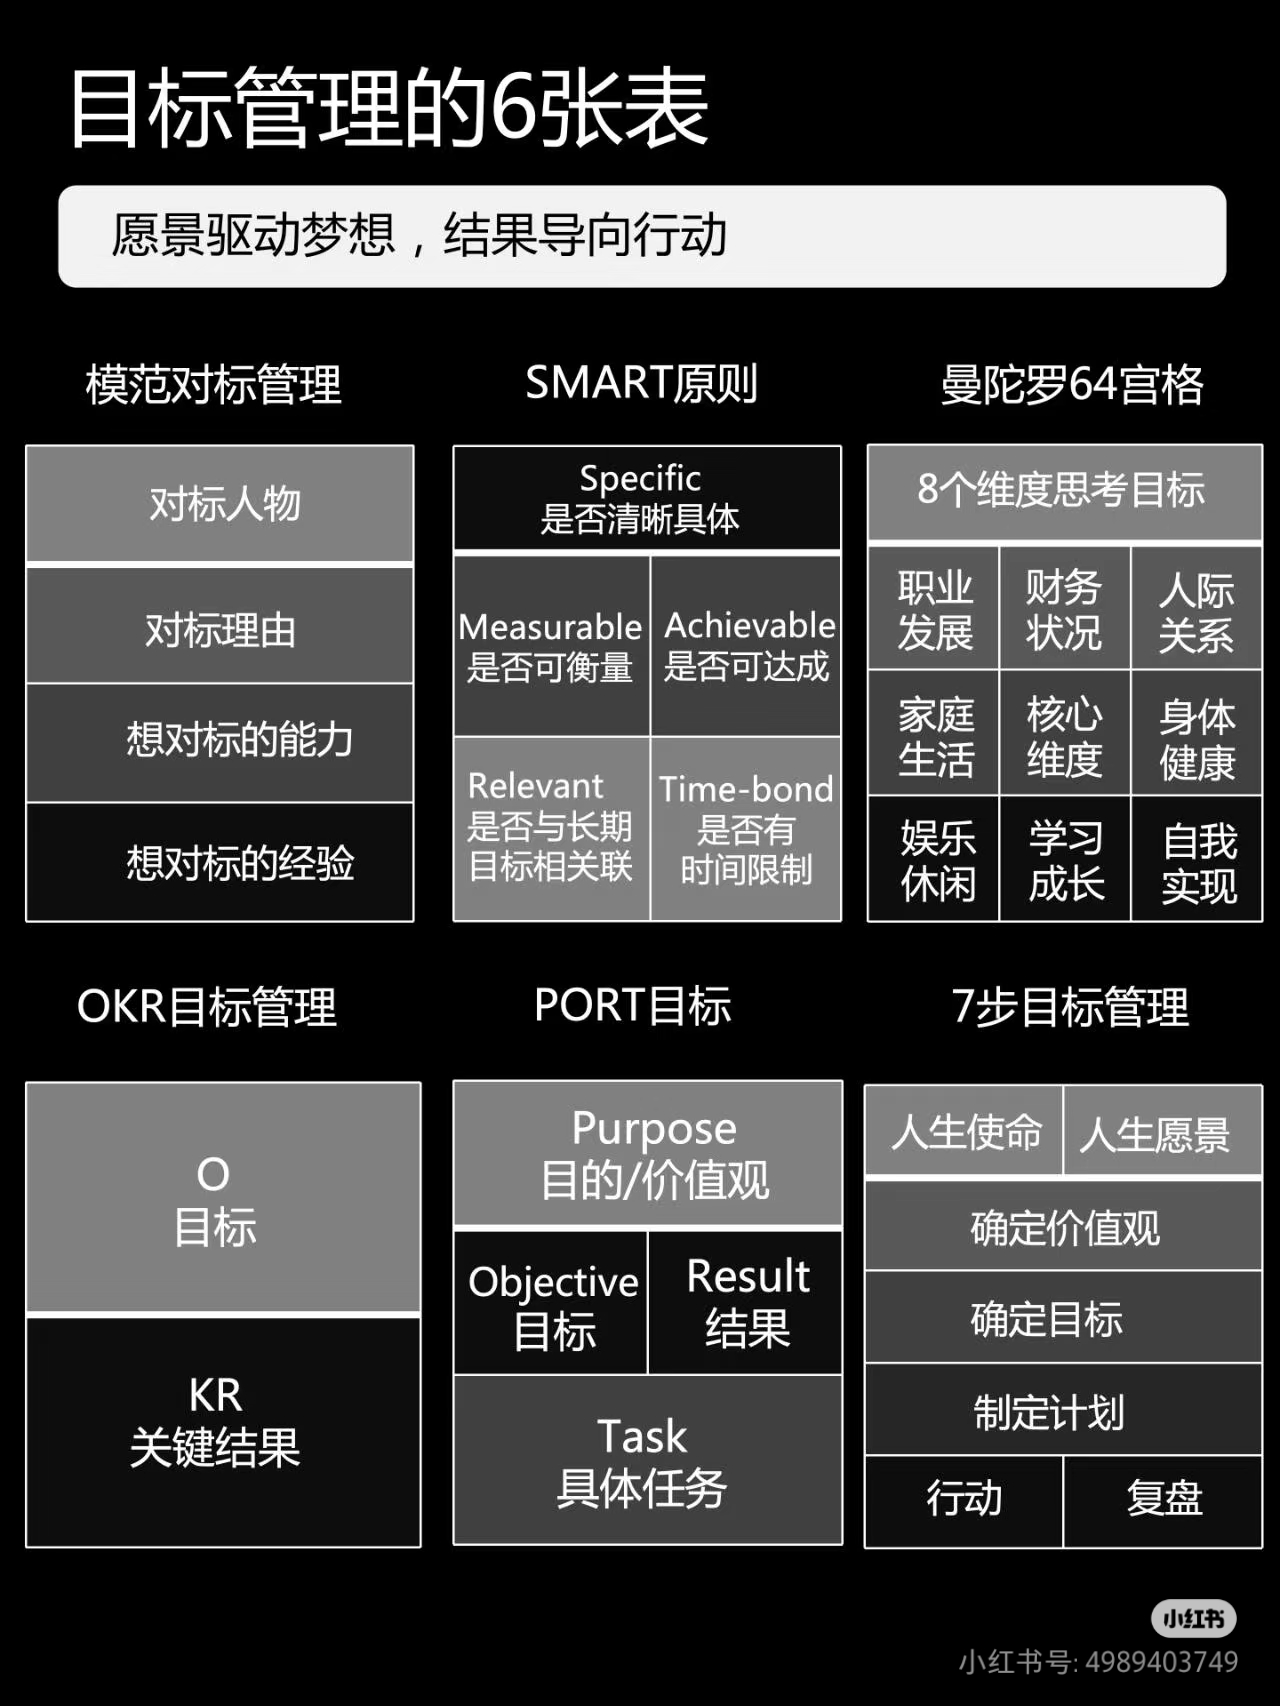 目标管理的6张表
愿景驱动梦想，结果导向行动
模范对标管理
对标人物
对标理由
想对标的能力
想对标的经验
SMART原则
Specific
是否清晰具体
Measurable
是否可衡量
Achievable
是否可达成
Relevant
是否与长期
目标相关联
Time-bond
是否有
时间限制
曼陀罗64宫格
8个维度思考目标
职业
发展
财务
状况
人际
关系
家庭
生活
核心
维度
身体
健康
娱乐
休闲
学习
成长
自我
实现
OKR目标管理
O
目标
KR
关键结果
PORT目标
Purpose
目的/价值观
Objective
目标
Result
结果
Task
具体任务
7步目标管理
人生使命
人生愿景
确定价值观
确定目标
制定计划
行动
复盘
小红书
小红书号: 4989403749